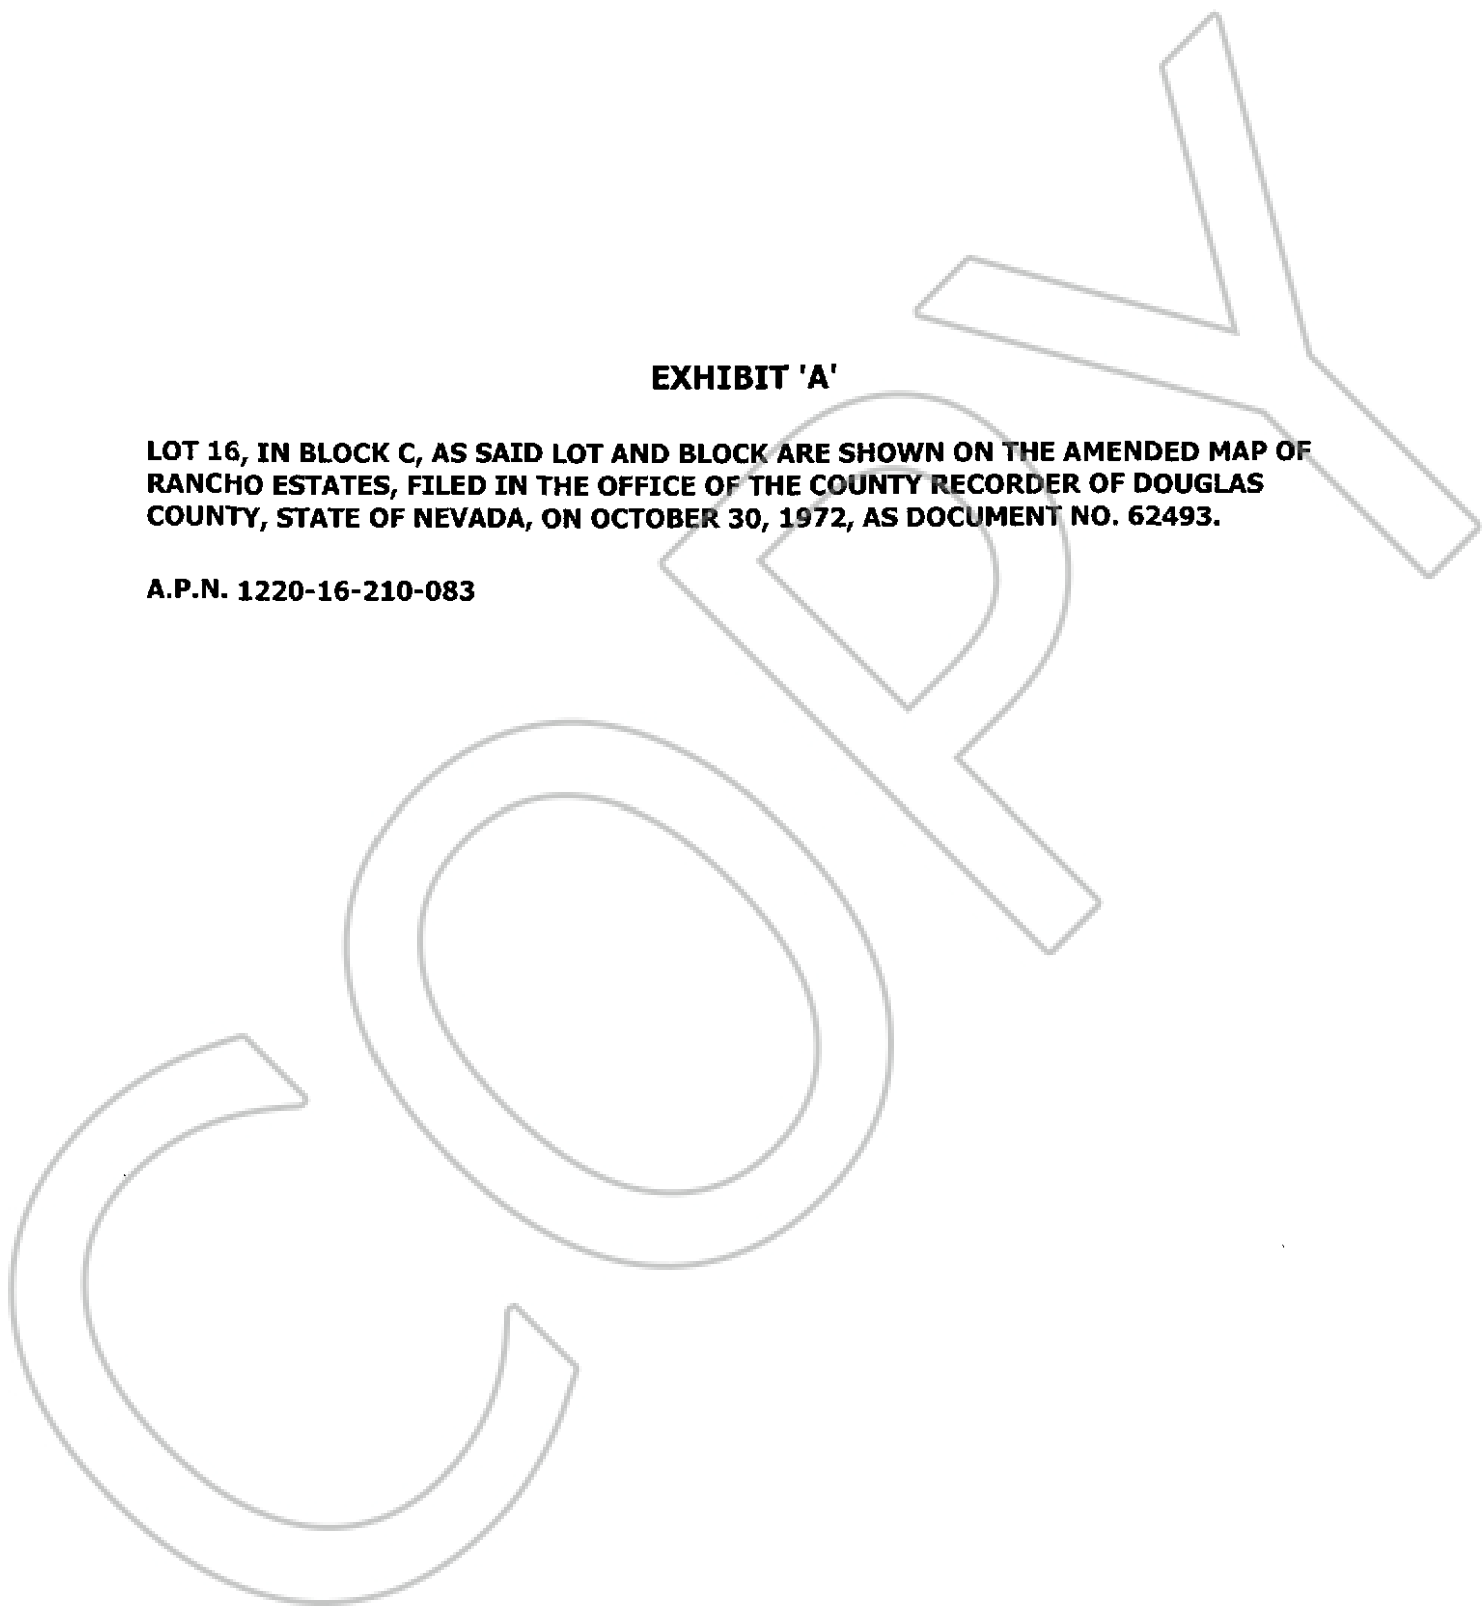 EXHIBIT 'A'
LOT 16, IN BLOCK C, AS SAID LOT AND BLOCK ARE SHOWN ON THE AMENDED MAP OF
RANCHO ESTATES, FILED IN THE OFFICE OF THE COUNTY RECORDER OF DOUGLAS
COUNTY, STATE OF NEVADA, ON OCTOBER 30, 1972, AS DOCUMENT NO. 62493.
A.P.N. 1220-16-210-083
COPY